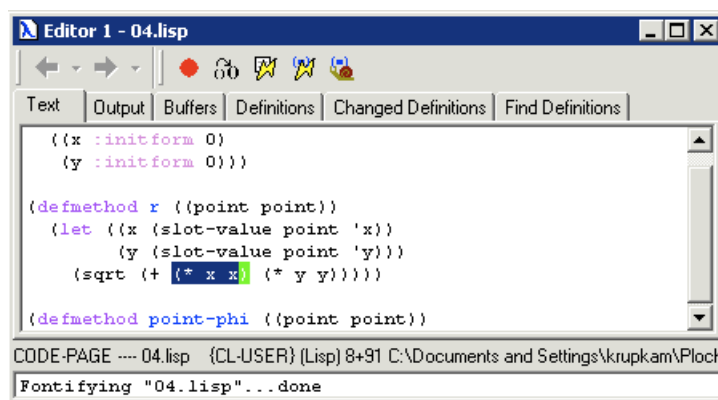 Editor 1 - 04.lisp
Text Output Buffers Definitions Changed Definitions Find Definitions
((x :initform 0)
(y :initform 0)))
(defmethod r ((point point))
(let ((x (slot-value point 'x))
(y (slot-value point 'y)))
(sqrt (+ (* x x) (* y y)))))
(defmethod point-phi ((point point))
CODE-PAGE ---- 04.lisp {CL-USER} (Lisp) 8+91 C:\Documents and Settings\krupkam\Ploch
Fontifying "04.lisp"...done